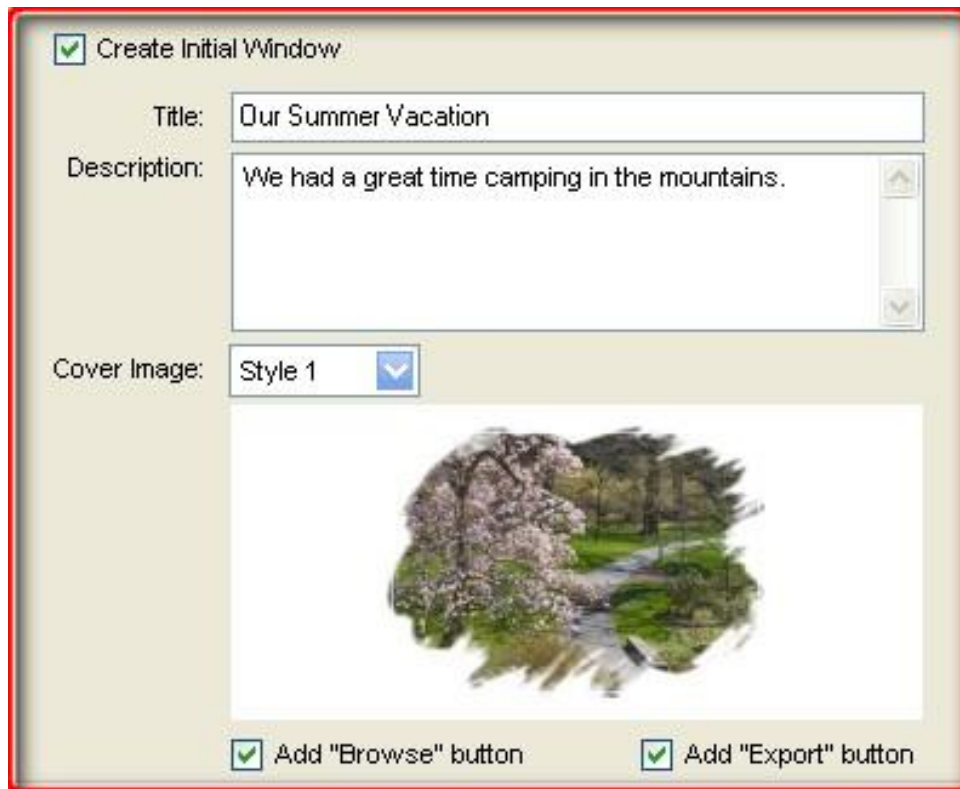 Create Initial Window
Title: Our Summer Vacation
Description: We had a great time camping in the mountains.
Cover Image: Style 1
Add "Browse" button Add "Export" button